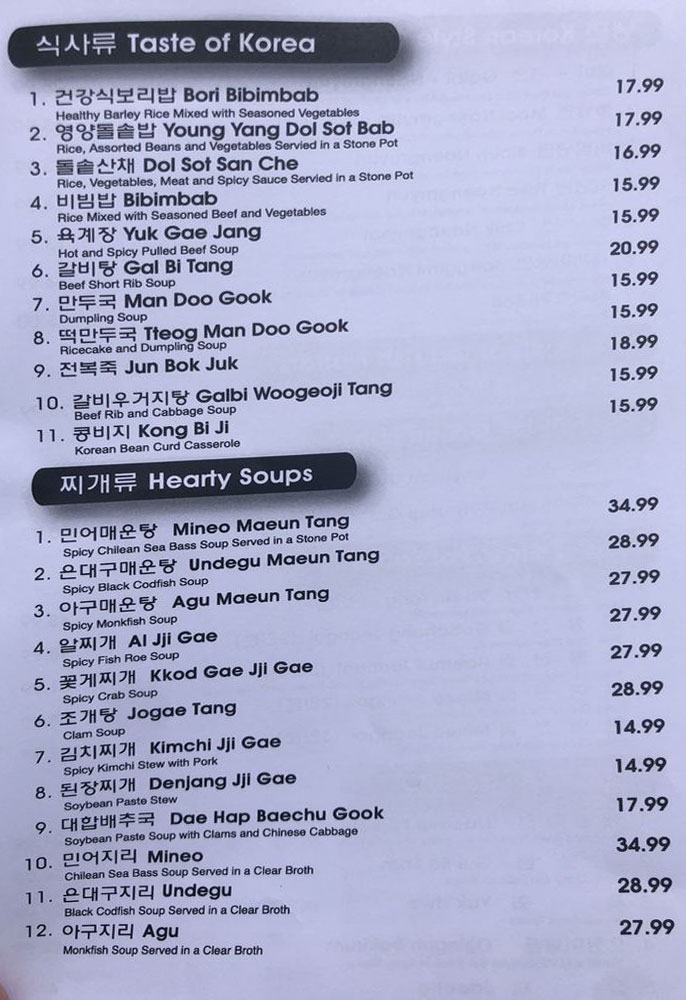 식사류 Taste of Korea
1. 건강식보리밥 Bori Bibimbab 17.99
Healthy Barley Rice Mixed with Seasoned Vegetables
2. 영양돌솥밥 Young Yang Dol Sot Bab 17.99
Rice, Assorted Beans and Vegetables Servied in a Stone Pot
3. 돌솥산채 Dol Sot San Che 16.99
Rice, Vegetables, Meat and Spicy Sauce Servied in a Stone Pot
4. 비빔밥 Bibimbab 15.99
Rice Mixed with Seasoned Beef and Vegetables
5. 육계장 Yuk Gae Jang 15.99
Hot and Spicy Pulled Beef Soup
6. 갈비탕 Gal Bi Tang 20.99
Beef Short Rib Soup
7. 만두국 Man Doo Gook 15.99
Dumpling Soup
8. 떡만두국 Tteog Man Doo Gook 15.99
Ricecake and Dumpling Soup
9. 전복죽 Jun Bok Juk 18.99
10. 갈비우거지탕 Galbi Woogeoji Tang 15.99
Beef Rib and Cabbage Soup
11. 콩비지 Kong Bi Ji 15.99
Korean Bean Curd Casserole
찌개류 Hearty Soups
1. 민어매운탕 Mineo Maeun Tang 34.99
Spicy Chilean Sea Bass Soup Served in a Stone Pot
2. 은대구매운탕 Undegu Maeun Tang 28.99
Spicy Black Codfish Soup
3. 아구매운탕 Agu Maeun Tang 27.99
Spicy Monkfish Soup
4. 알찌개 Al Jji Gae 27.99
Spicy Fish Roe Soup
5. 꽃게찌개 Kkod Gae Jji Gae 27.99
Spicy Crab Soup
6. 조개탕 Jogae Tang 28.99
Clam Soup
7. 김치찌개 Kimchi Jji Gae 14.99
Spicy Kimchi Stew with Pork
8. 된장찌개 Denjang Jji Gae 14.99
Soybean Paste Stew
9. 대합배추국 Dae Hap Baechu Gook 17.99
Soybean Paste Soup with Clams and Chinese Cabbage
10. 민어지리 Mineo 34.99
Chilean Sea Bass Soup Served in a Clear Broth
11. 은대구지리 Undegu 28.99
Black Codfish Soup Served in a Clear Broth
12. 아구지리 Agu 27.99
Monkfish Soup Served in a Clear Broth